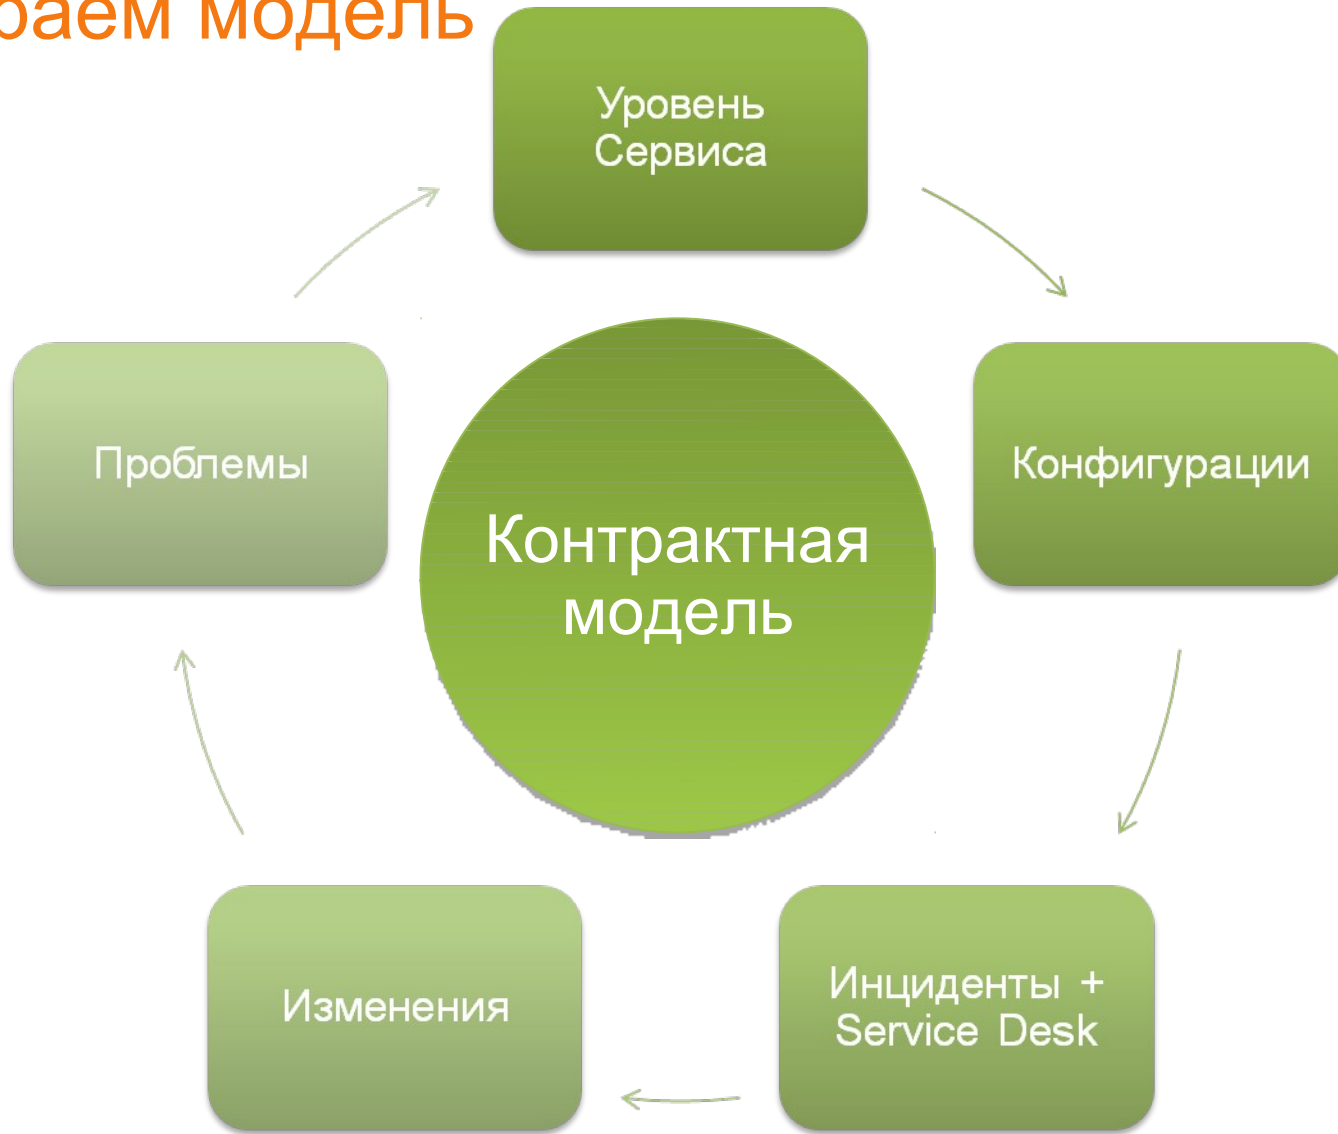 раем модель
Уровень
Сервиса
Проблемы
Конфигурации
Контрактная
модель
Изменения
Инциденты +
Service Desk